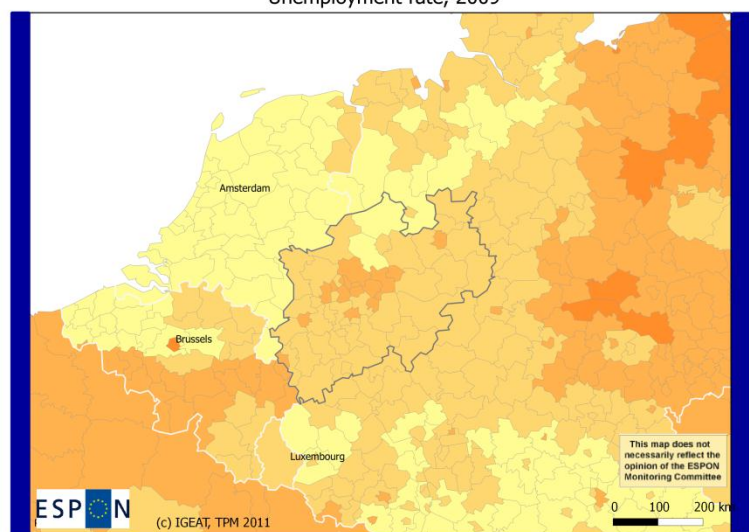 Unemployment rate, 2009
Amsterdam
Brussels
Luxembourg
This map does not
necessarily reflect the
opinion of the ESPON
Monitoring Committee
ESPON
(c) IGEAT, TPM 2011
0 100 200 km